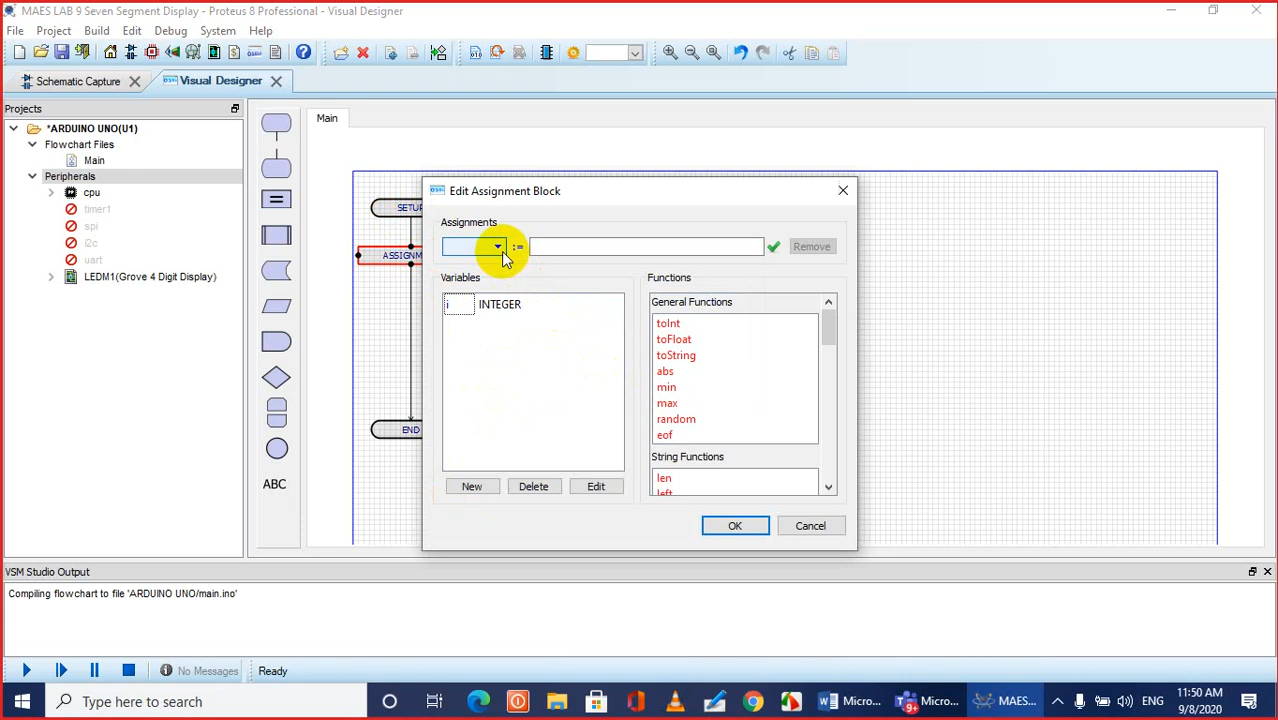 MAES LAB 9 Seven Segment Display - Proteus 8 Professional - Visual Designer
File Project Build Edit Debug System Help
Schematic Capture Visual Designer
Projects
*ARDUINO UNO(U1)
Flowchart Files
Main
Peripherals
cpu
timer1
spi
i2c
uart
LEDM1(Grove 4 Digit Display)
ABC
Main
SETU
ASSIGNM
END
Edit Assignment Block
Assignments
:= Remove
Variables
i INTEGER
New Delete Edit
Functions
General Functions
toInt
toFloat
toString
abs
min
max
random
eof
String Functions
len
left
OK Cancel
VSM Studio Output
Compiling flowchart to file 'ARDUINO UNO/main.ino'
No Messages Ready
Type here to search
Micro... Micro... MAES...
9+
ENG
11:50 AM
9/8/2020